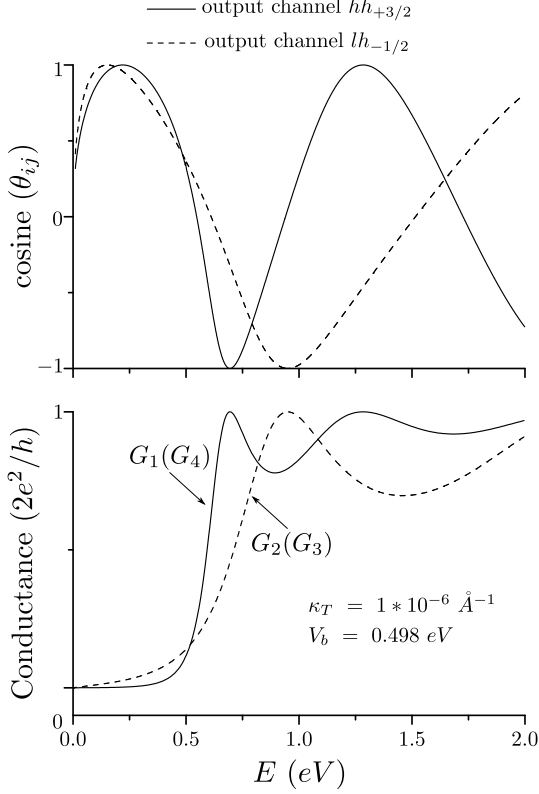 output channel hh+3/2
output channel lh−1/2
cosine (θij)
1
0
−1
Conductance (2e²/h)
1
G1(G4)
G2(G3)
κT = 1 ∗ 10⁻⁶ Å⁻¹
Vb = 0.498 eV
0
0.0 0.5 1.0 1.5 2.0
E (eV)